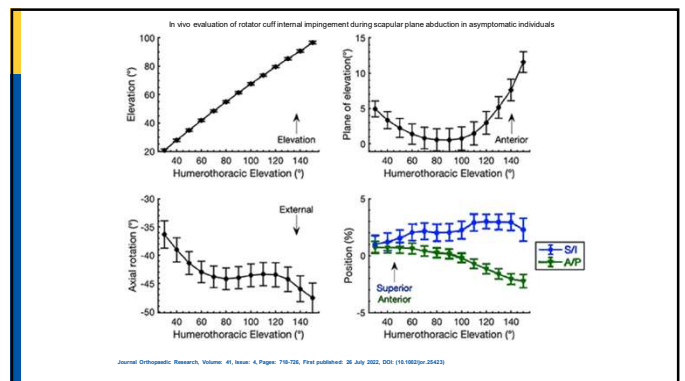 In vivo evaluation of rotator cuff internal impingement during scapular plane abduction in asymptomatic individuals
100
80
60
40
20
Elevation (°)
Elevation
40 60 80 100 120 140
Humerothoracic Elevation (°)
15
10
5
0
Plane of elevation(°)
Anterior
40 60 80 100 120 140
Humerothoracic Elevation (°)
-30
-35
-40
-45
-50
Axial rotation (°)
External
40 60 80 100 120 140
Humerothoracic Elevation (°)
5
0
-5
Position (%)
Superior
Anterior
S/I
A/P
40 60 80 100 120 140
Humerothoracic Elevation (°)
Journal Orthopaedic Research, Volume: 41, Issue: 4, Pages: 718-726, First published: 26 July 2022, DOI: (10.1002/jor.25423)